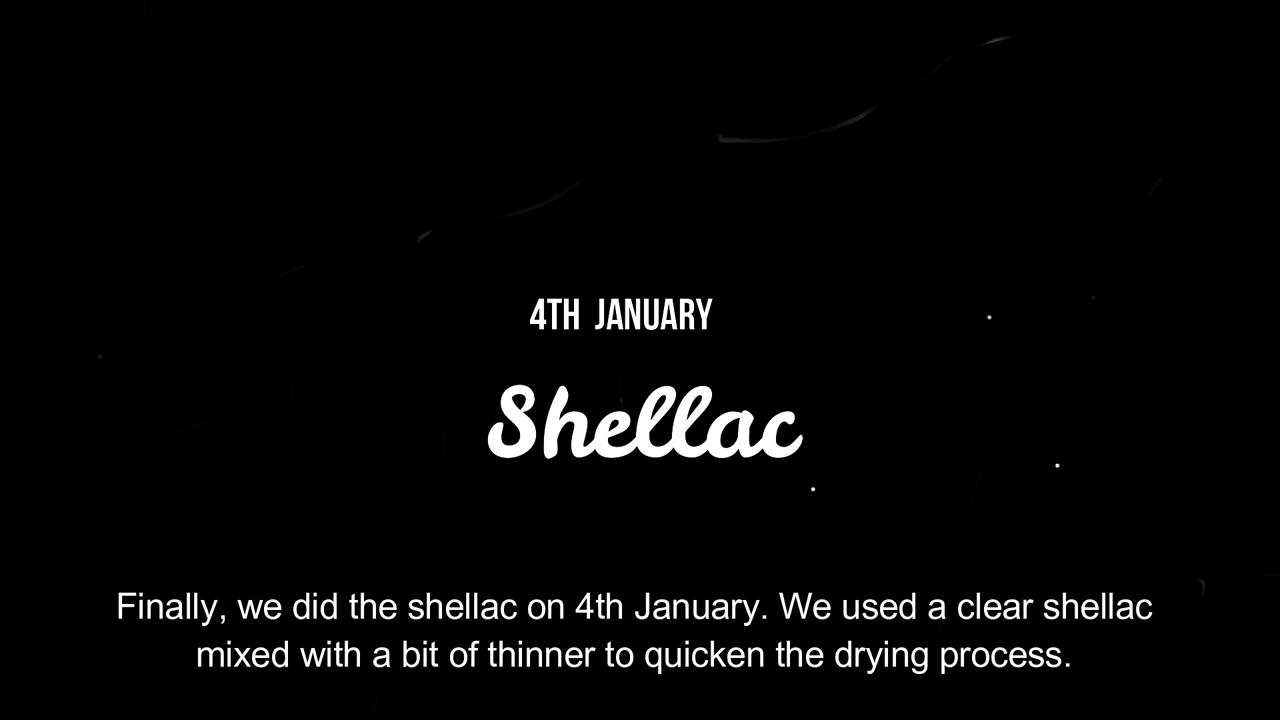 4TH JANUARY
Shellac
Finally, we did the shellac on 4th January. We used a clear shellac
mixed with a bit of thinner to quicken the drying process.